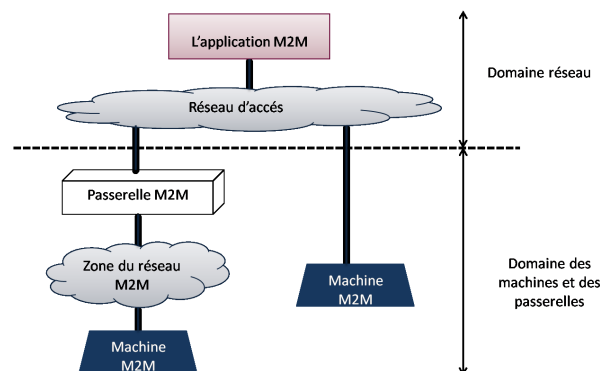 L'application M2M
Domaine réseau
Réseau d'accés
Passerelle M2M
Zone du réseau
M2M
Machine
M2M
Domaine des
machines et des
passerelles
Machine
M2M